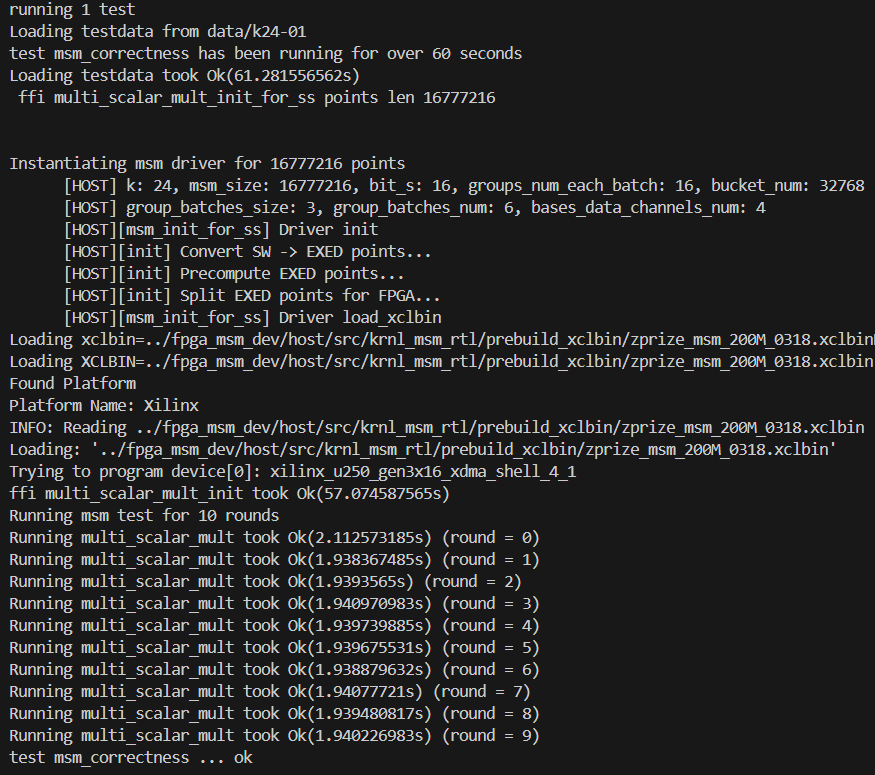 running 1 test
Loading testdata from data/k24-01
test msm_correctness has been running for over 60 seconds
Loading testdata took Ok(61.281556562s)
ffi multi_scalar_mult_init_for_ss points len 16777216
Instantiating msm driver for 16777216 points
[HOST] k: 24, msm_size: 16777216, bit_s: 16, groups_num_each_batch: 16, bucket_num: 32768
[HOST] group_batches_size: 3, group_batches_num: 6, bases_data_channels_num: 4
[HOST][msm_init_for_ss] Driver init
[HOST][init] Convert SW -> EXED points...
[HOST][init] Precompute EXED points...
[HOST][init] Split EXED points for FPGA...
[HOST][msm_init_for_ss] Driver load_xclbin
Loading xclbin=../fpga_msm_dev/host/src/krnl_msm_rtl/prebuild_xclbin/zprize_msm_200M_0318.xclbin
Loading XCLBIN=../fpga_msm_dev/host/src/krnl_msm_rtl/prebuild_xclbin/zprize_msm_200M_0318.xclbin
Found Platform
Platform Name: Xilinx
INFO: Reading ../fpga_msm_dev/host/src/krnl_msm_rtl/prebuild_xclbin/zprize_msm_200M_0318.xclbin
Loading: '../fpga_msm_dev/host/src/krnl_msm_rtl/prebuild_xclbin/zprize_msm_200M_0318.xclbin'
Trying to program device[0]: xilinx_u250_gen3x16_xdma_shell_4_1
ffi multi_scalar_mult_init took Ok(57.074587565s)
Running msm test for 10 rounds
Running multi_scalar_mult took Ok(2.112573185s) (round = 0)
Running multi_scalar_mult took Ok(1.938367485s) (round = 1)
Running multi_scalar_mult took Ok(1.9393565s) (round = 2)
Running multi_scalar_mult took Ok(1.940970983s) (round = 3)
Running multi_scalar_mult took Ok(1.939739885s) (round = 4)
Running multi_scalar_mult took Ok(1.939675531s) (round = 5)
Running multi_scalar_mult took Ok(1.938879632s) (round = 6)
Running multi_scalar_mult took Ok(1.94077721s) (round = 7)
Running multi_scalar_mult took Ok(1.939480817s) (round = 8)
Running multi_scalar_mult took Ok(1.940226983s) (round = 9)
test msm_correctness ... ok